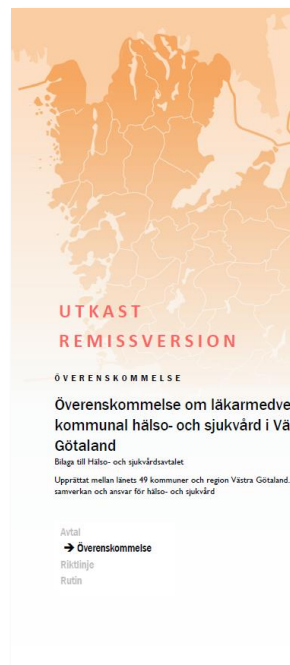 UTKAST
REMISSVERSION
ÖVERENSKOMMELSE
Överenskommelse om läkarmedve
kommunal hälso- och sjukvård i Vä
Götaland
Bilaga till Hälso- och sjukvårdsavtalet
Upprättat mellan länets 49 kommuner och region Västra Götaland.
samverkan och ansvar för hälso- och sjukvård
Avtal
➔ Överenskommelse
Riktlinje
Rutin